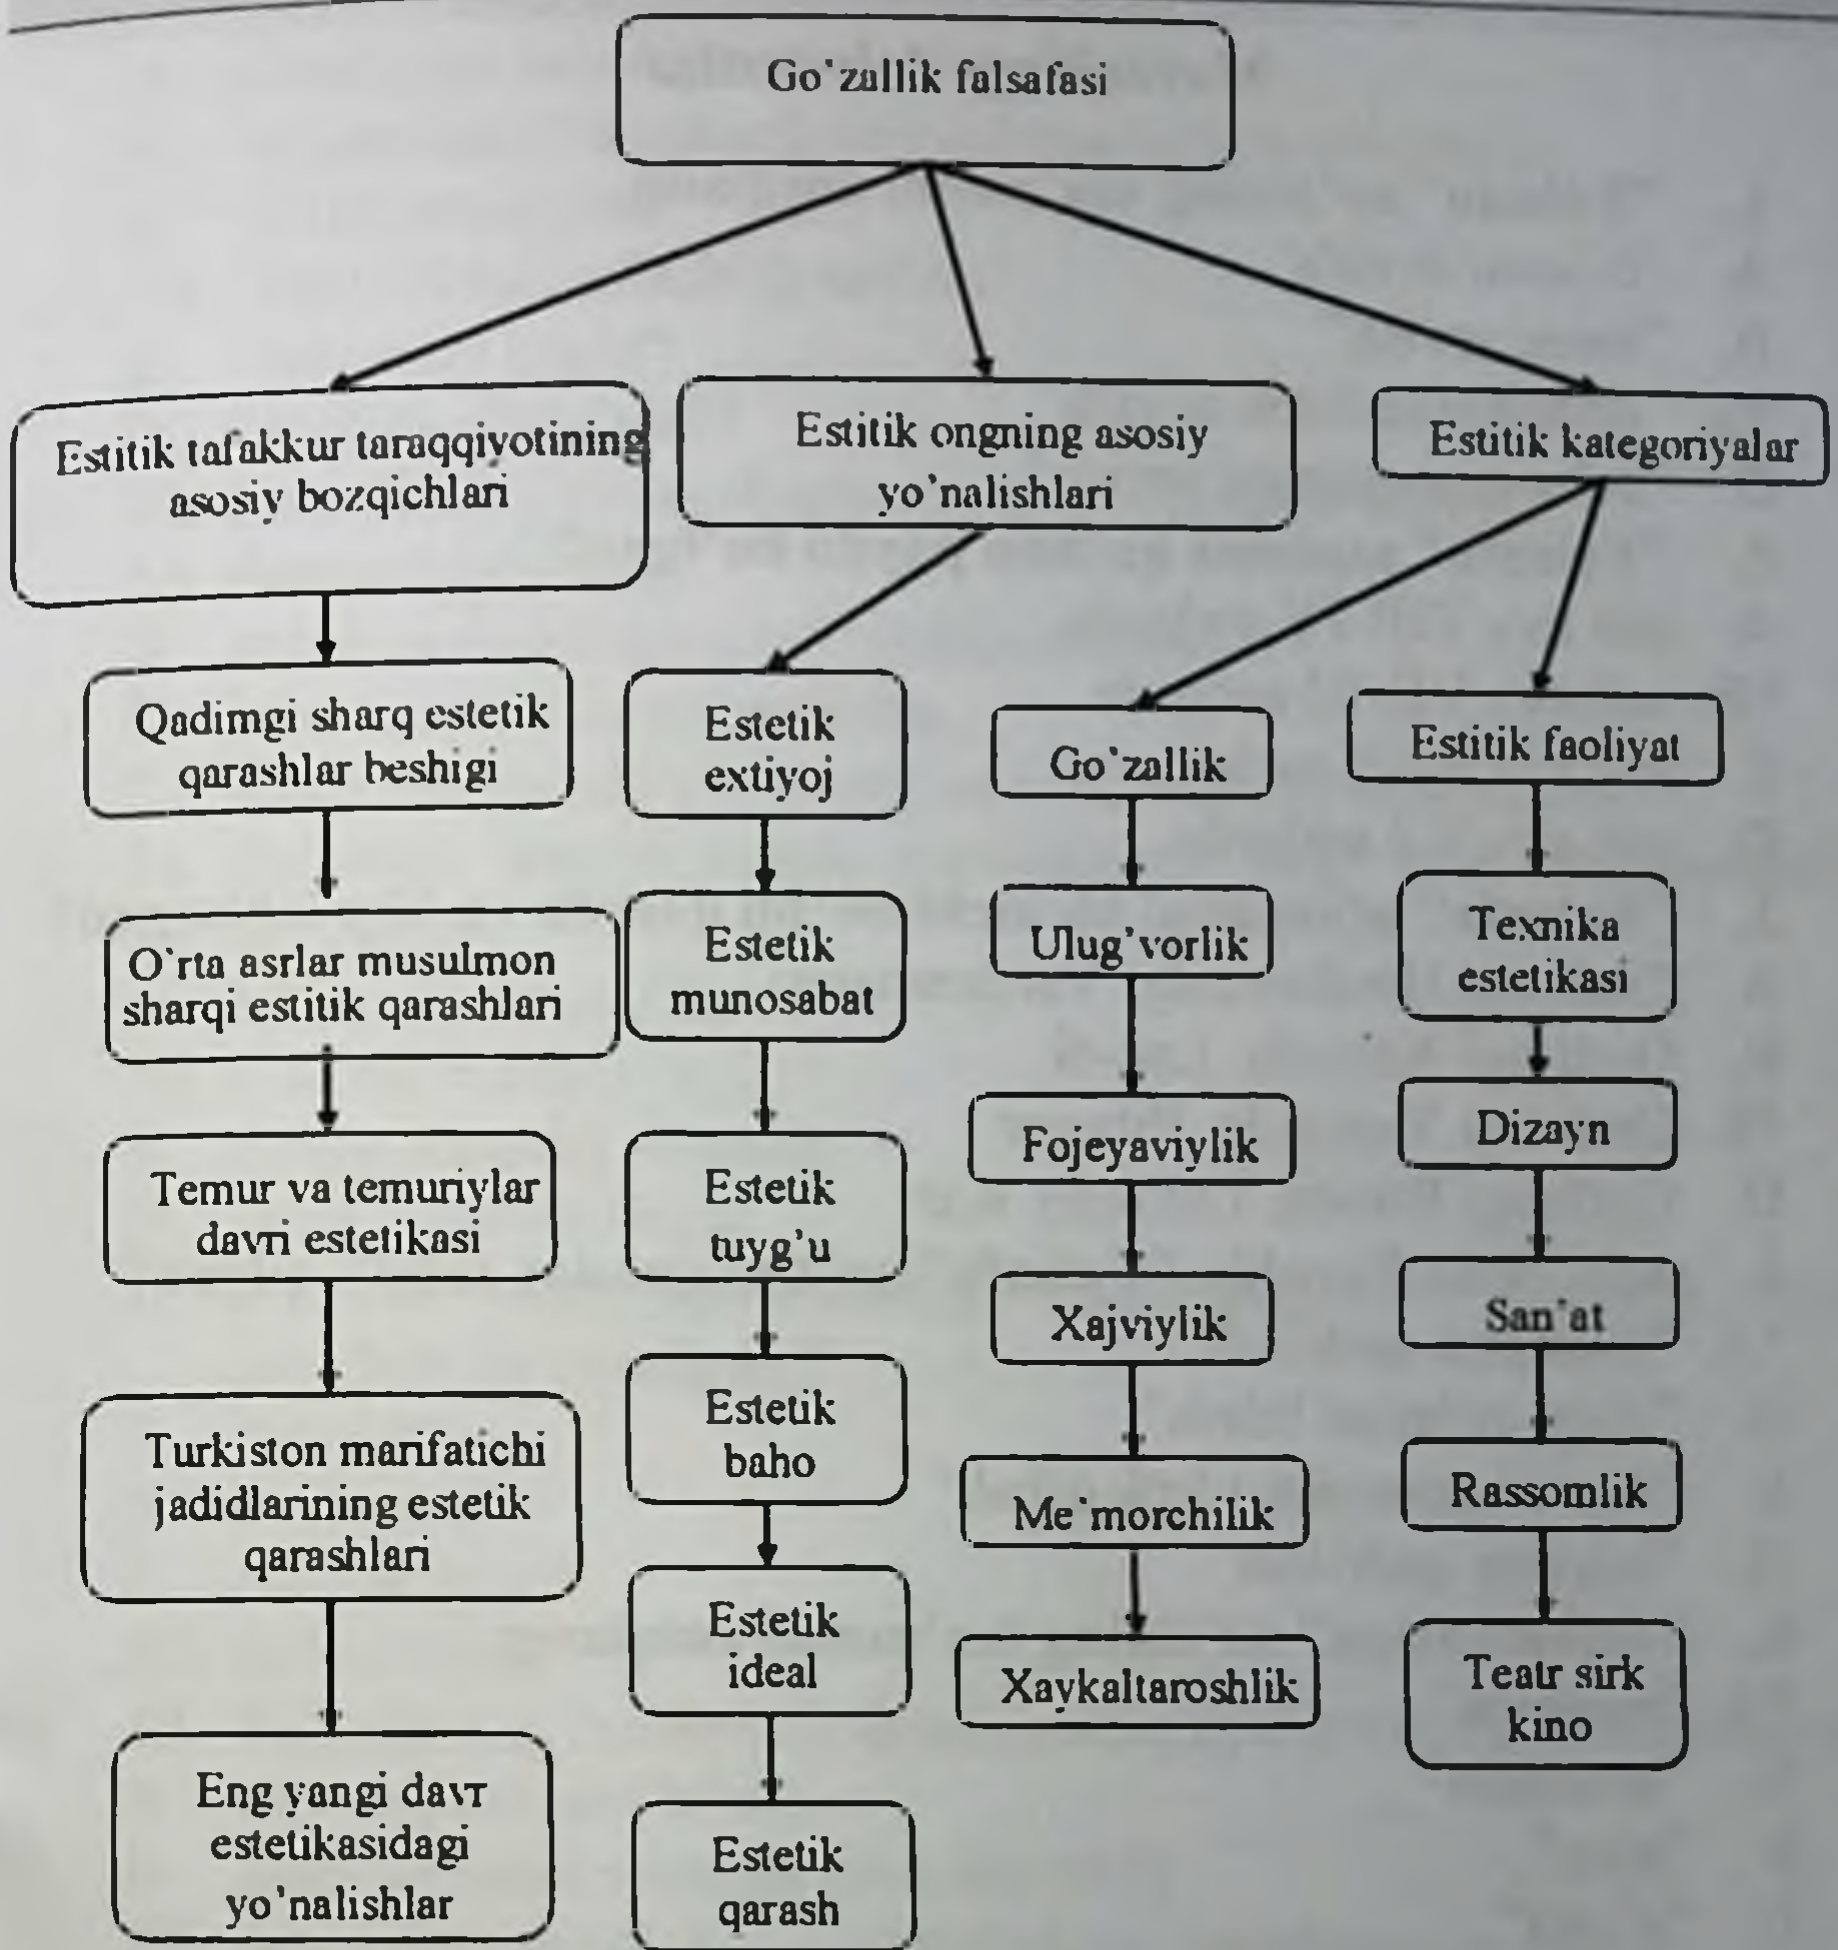 Go'zallik falsafasi
Estitik tafakkur taraqqiyotining
asosiy bozqichlari
Estitik ongning asosiy
yo'nalishlari
Estitik kategoriyalar
Qadimgi sharq estetik
qarashlar beshigi
O'rta asrlar musulmon
sharqi estitik qarashlari
Temur va temuriylar
davri estetikasi
Turkiston marifatichi
jadidlarining estetik
qarashlari
Eng yangi davr
estetikasidagi
yo'nalishlar
Estetik
extiyoj
Estetik
munosabat
Estetik
tuyg'u
Estetik
baho
Estetik
ideal
Estetik
qarash
Go'zallik
Ulug'vorlik
Fojeyaviylik
Xajviylik
Me'morchilik
Xaykaltaroshlik
Estitik faoliyat
Texnika
estetikasi
Dizayn
San'at
Rassomlik
Teatr sirk
kino